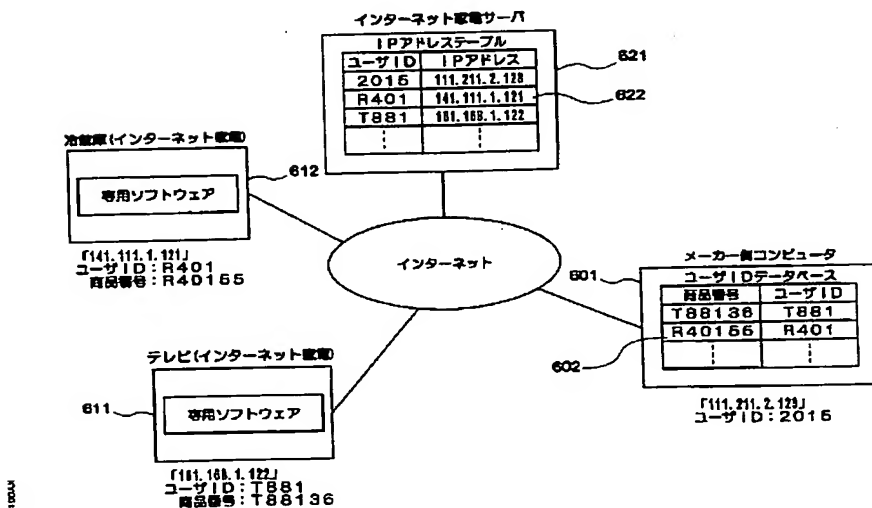 インターネット家電サーバ
IPアドレステーブル
ユーザID IPアドレス
2015 111.211.2.123
R401 141.111.1.121
T881 181.168.1.122
621
622
冷蔵庫(インターネット家電)
専用ソフトウェア
612
「141.111.1.121」
ユーザID:R401
商品番号:R40155
インターネット
メーカー側コンピュータ
601
ユーザIDデータベース
商品番号 ユーザID
T88136 T881
R40155 R401
602
「111.211.2.123」
ユーザID:2015
テレビ(インターネット家電)
611
専用ソフトウェア
「181.168.1.122」
ユーザID:T881
商品番号:T88136